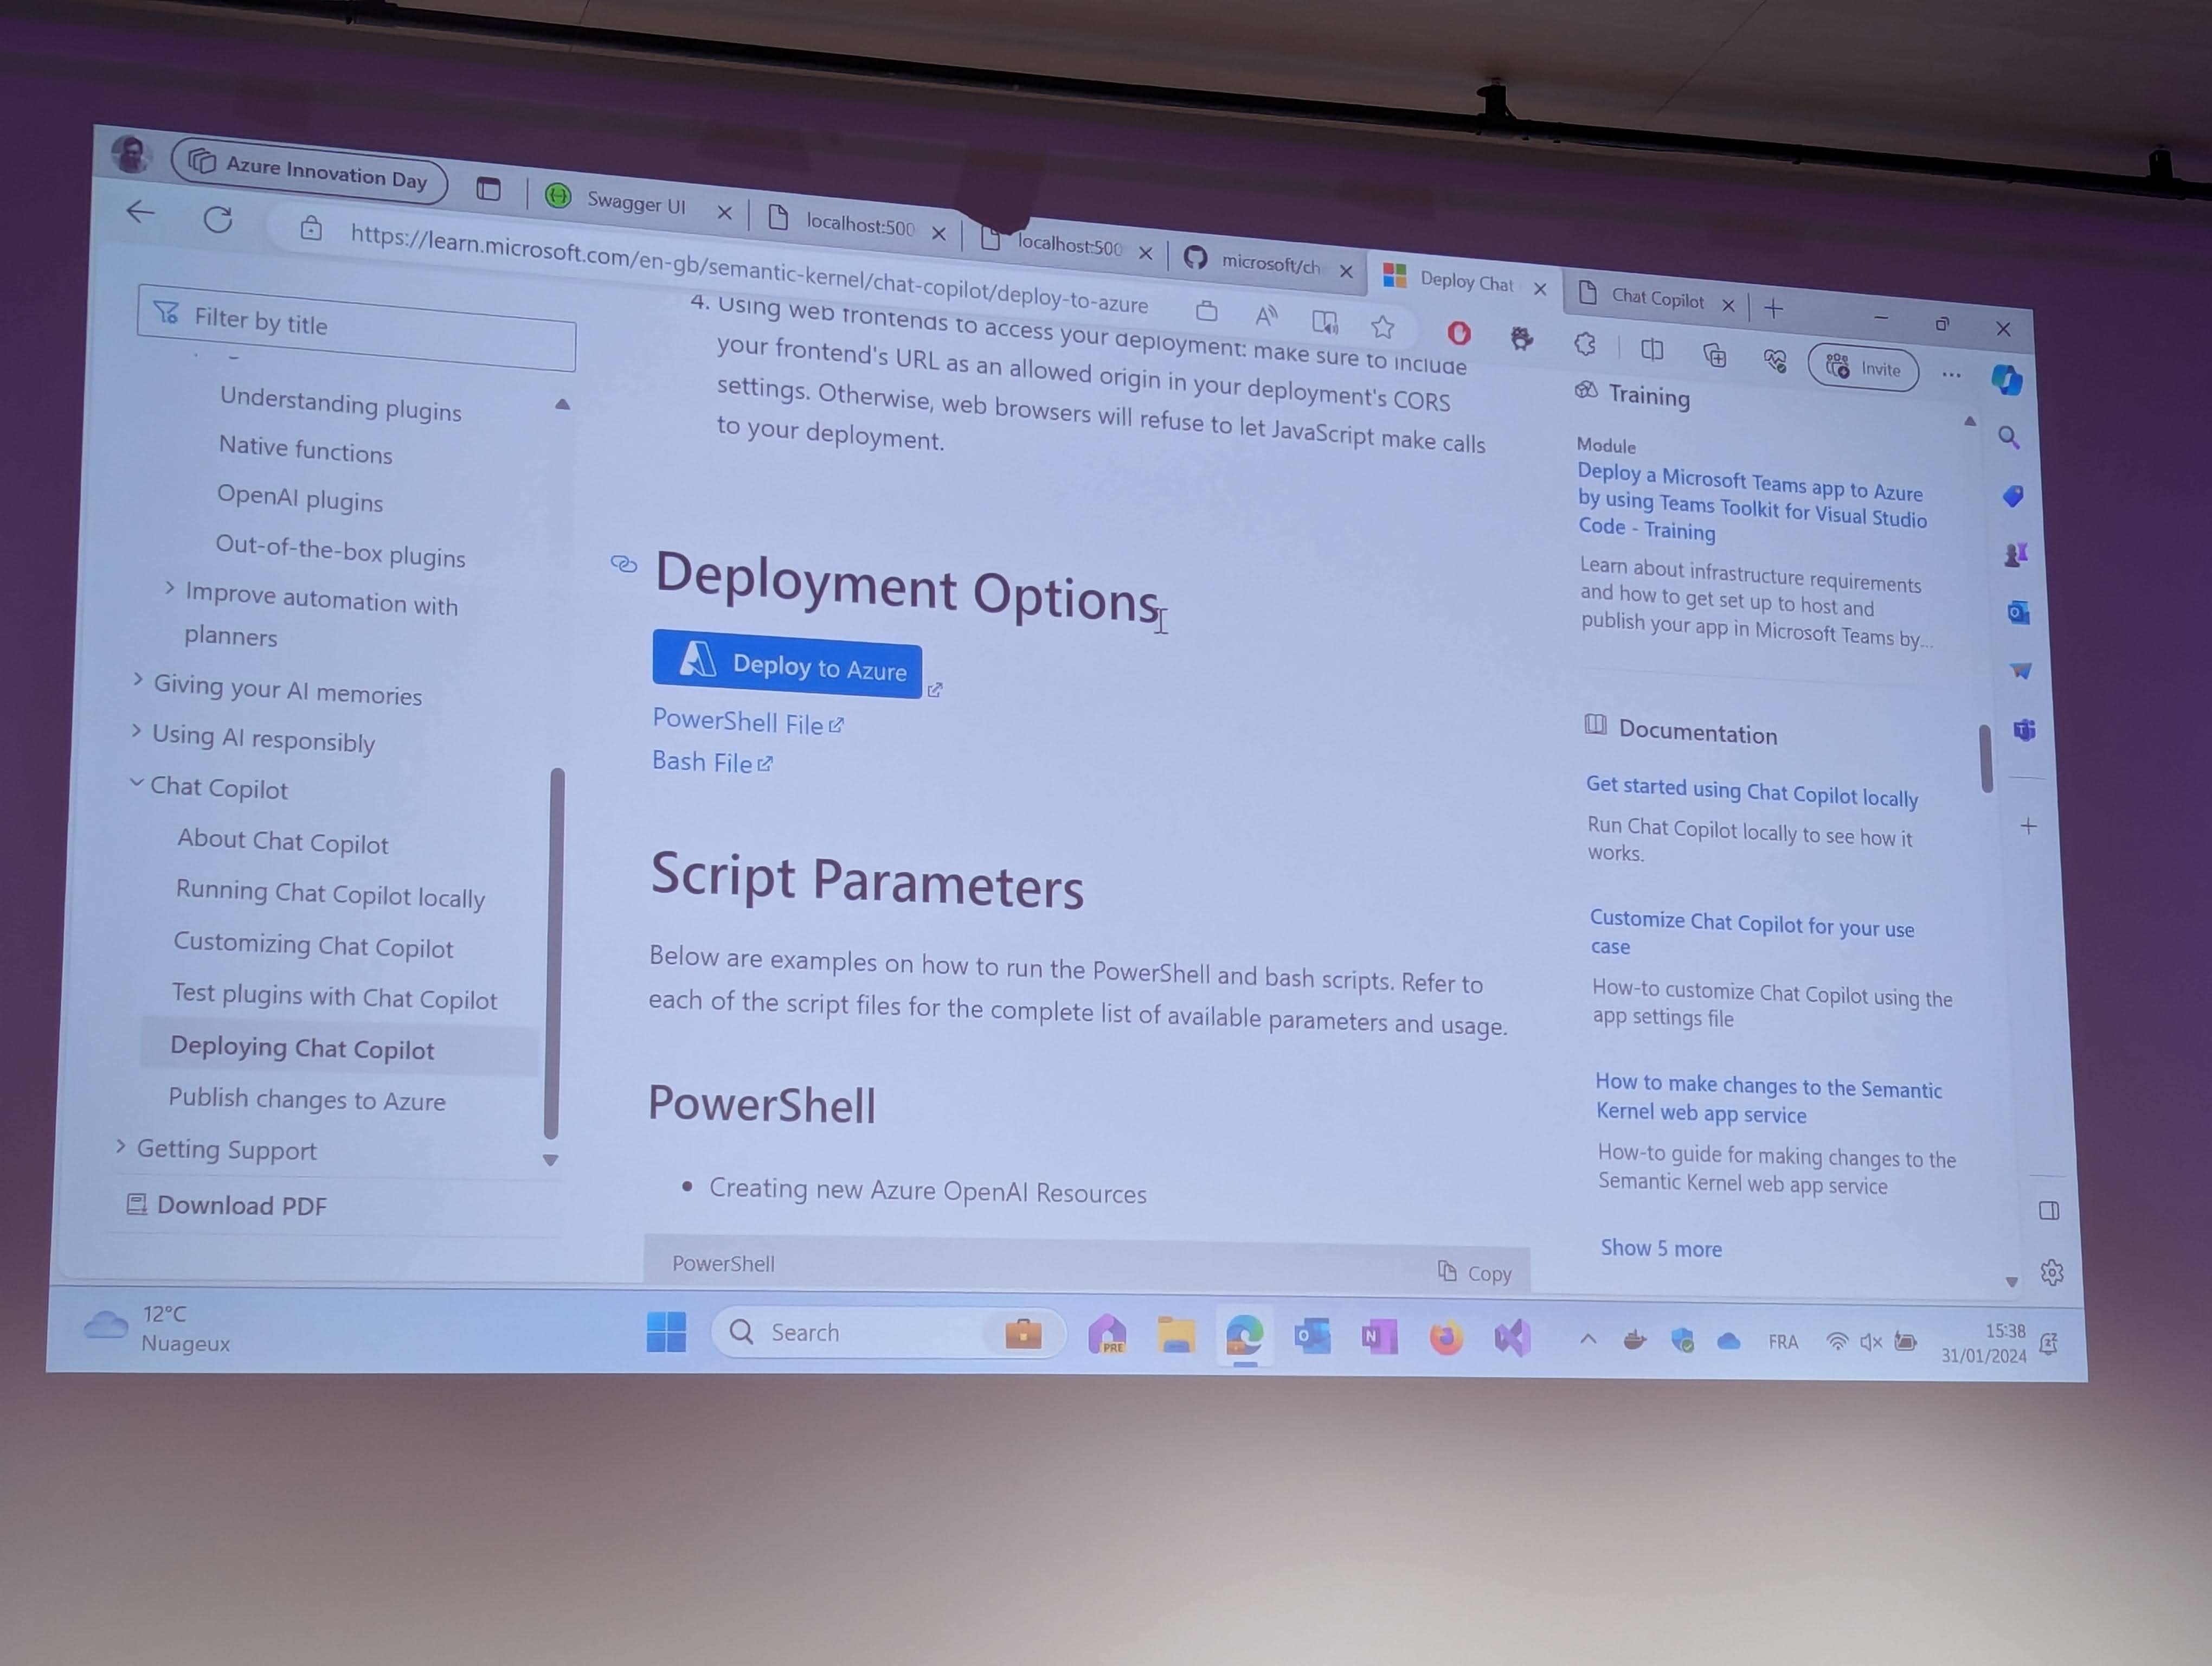 Azure Innovation Day
Swagger UI
localhost:500
localhost:500
microsoft/ch
Deploy Chat
Chat Copilot
https://learn.microsoft.com/en-gb/semantic-kernel/chat-copilot/deploy-to-azure
Invite
Filter by title
Understanding plugins
Native functions
OpenAI plugins
Out-of-the-box plugins
Improve automation with
planners
Giving your AI memories
Using AI responsibly
Chat Copilot
About Chat Copilot
Running Chat Copilot locally
Customizing Chat Copilot
Test plugins with Chat Copilot
Deploying Chat Copilot
Publish changes to Azure
Getting Support
Download PDF
4. Using web frontends to access your deployment: make sure to include
your frontend's URL as an allowed origin in your deployment's CORS
settings. Otherwise, web browsers will refuse to let JavaScript make calls
to your deployment.
Deployment Options
Deploy to Azure
PowerShell File
Bash File
Script Parameters
Below are examples on how to run the PowerShell and bash scripts. Refer to
each of the script files for the complete list of available parameters and usage.
PowerShell
• Creating new Azure OpenAI Resources
PowerShell
Copy
Training
Module
Deploy a Microsoft Teams app to Azure
by using Teams Toolkit for Visual Studio
Code - Training
Learn about infrastructure requirements
and how to get set up to host and
publish your app in Microsoft Teams by...
Documentation
Get started using Chat Copilot locally
Run Chat Copilot locally to see how it
works.
Customize Chat Copilot for your use
case
How-to customize Chat Copilot using the
app settings file
How to make changes to the Semantic
Kernel web app service
How-to guide for making changes to the
Semantic Kernel web app service
Show 5 more
12°C
Nuageux
Search
PRE
FRA
15:38
31/01/2024